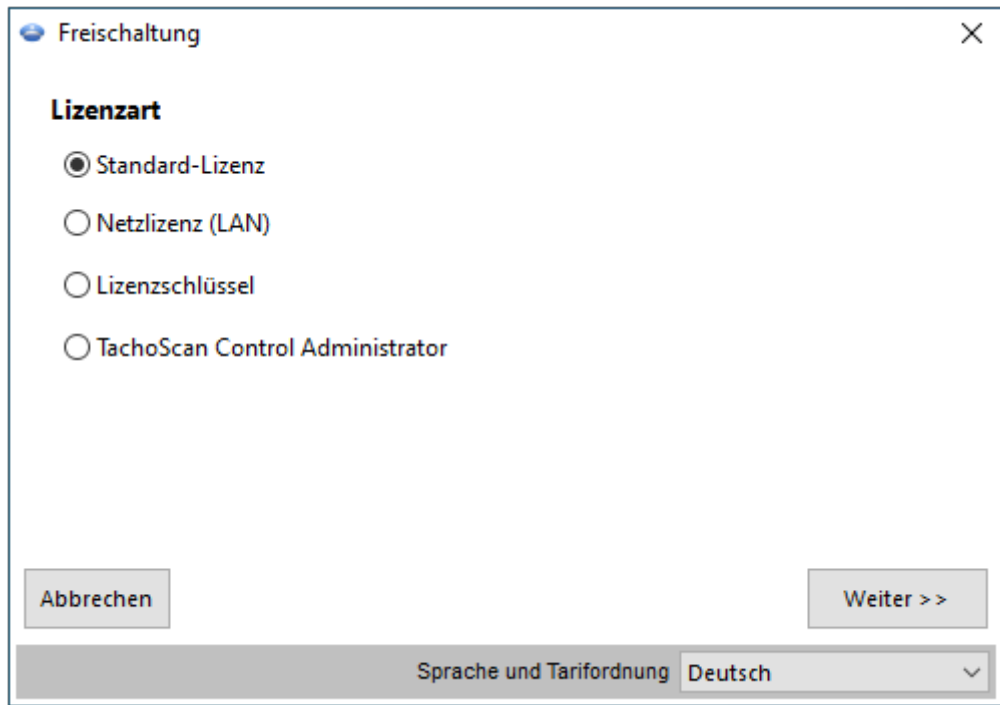 Freischaltung
Lizenzart
Standard-Lizenz
Netzlizenz (LAN)
Lizenzschlüssel
TachoScan Control Administrator
Abbrechen
Weiter >>
Sprache und Tarifordnung Deutsch